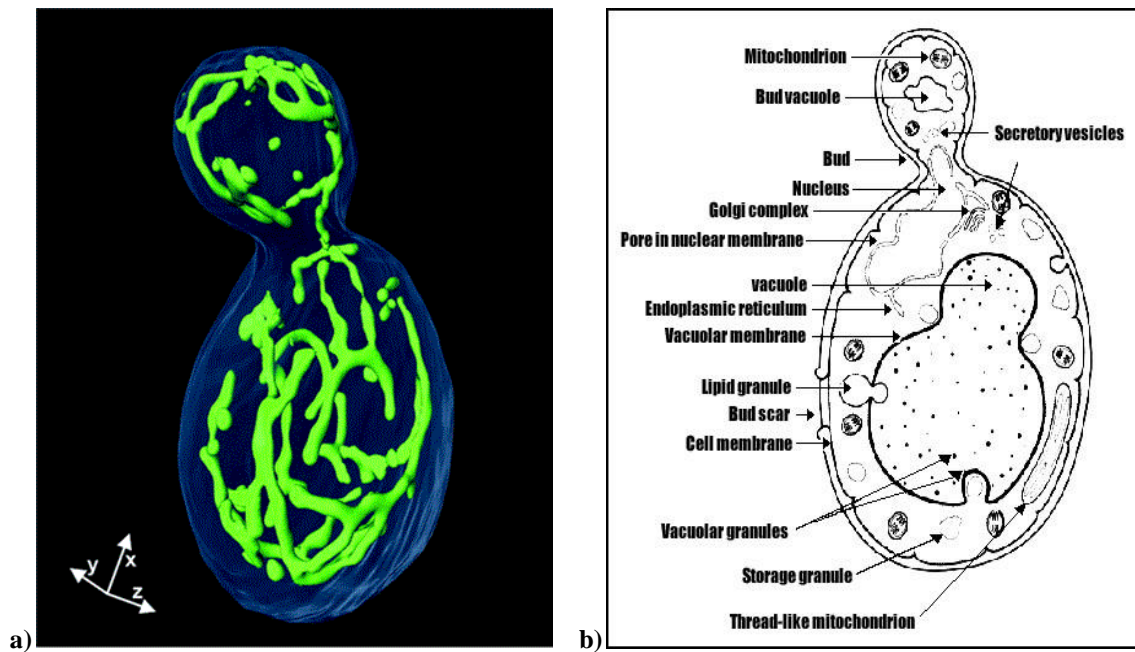 x
y
z
a)
Mitochondrion
Bud vacuole
Secretory vesicles
Bud
Nucleus
Golgi complex
Pore in nuclear membrane
vacuole
Endoplasmic reticulum
Vacuolar membrane
Lipid granule
Bud scar
Cell membrane
Vacuolar granules
Storage granule
Thread-like mitochondrion
b)